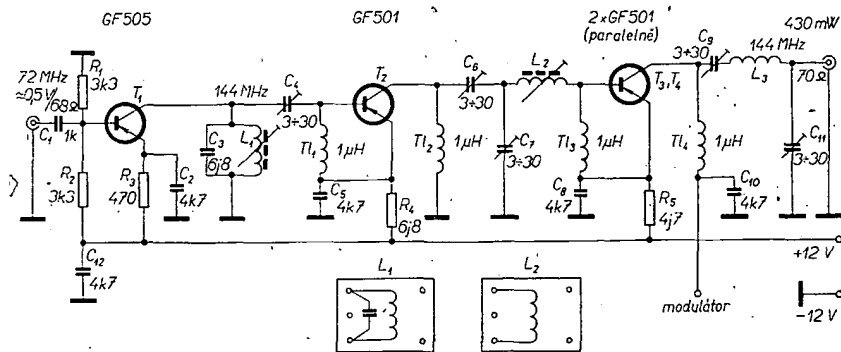 GF505
GF501
2×GF501
(paralelně)
C9
3÷30
144 MHz
L3
430 mW
70Ω
C11
3÷30
72 MHz
≈0,5V/68Ω
C1
1k
R1
3k3
T1
R2
3k3
R3
470
C2
4k7
C12
4k7
144 MHz
C3
6j8
L1
C4
3÷30
Tl1
1µH
C5
4k7
T2
R4
6j8
Tl2
1µH
C6
3÷30
C7
3÷30
L2
Tl3
1µH
C8
4k7
T3,T4
R5
4j7
Tl4
1µH
C10
4k7
+12 V
−12V
modulátor
L1
L2